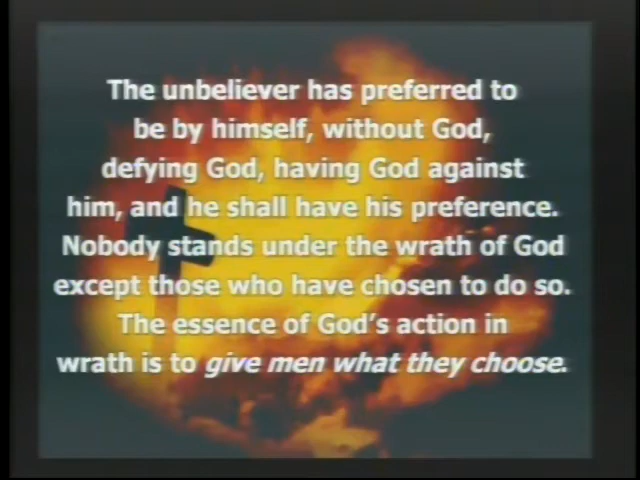 The unbeliever has preferred to
be by himself, without God,
defying God, having God against
him, and he shall have his preference.
Nobody stands under the wrath of God
except those who have chosen to do so.
The essence of God's action in
wrath is to give men what they choose.